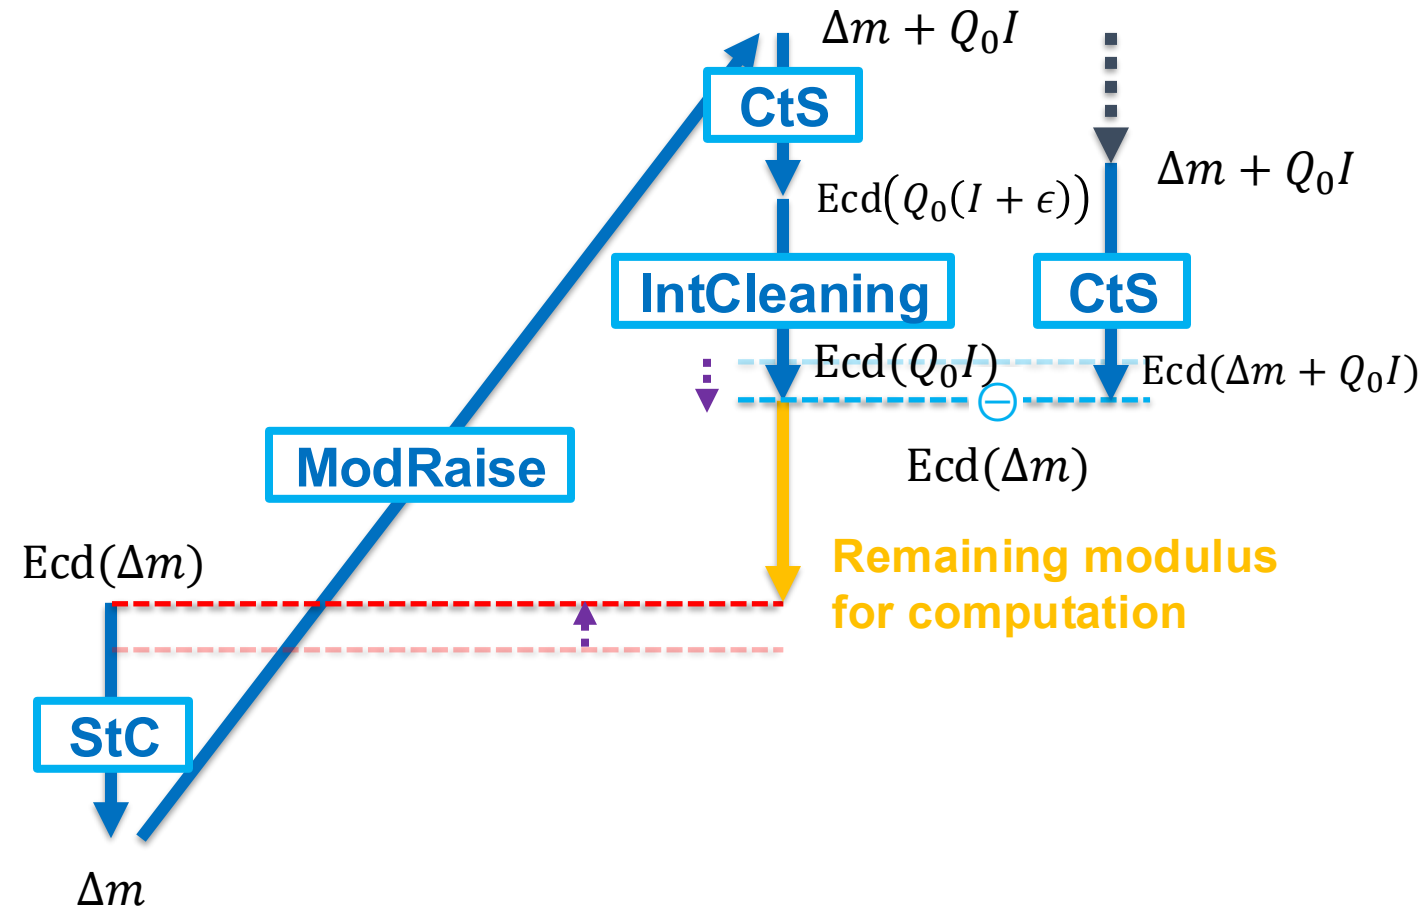 Δm + Q₀I
CtS
Δm + Q₀I
Ecd(Q₀(I + ϵ))
IntCleaning
CtS
Ecd(Q₀I)
Ecd(Δm + Q₀I)
⊖
Ecd(Δm)
ModRaise
Remaining modulus
for computation
Ecd(Δm)
StC
Δm